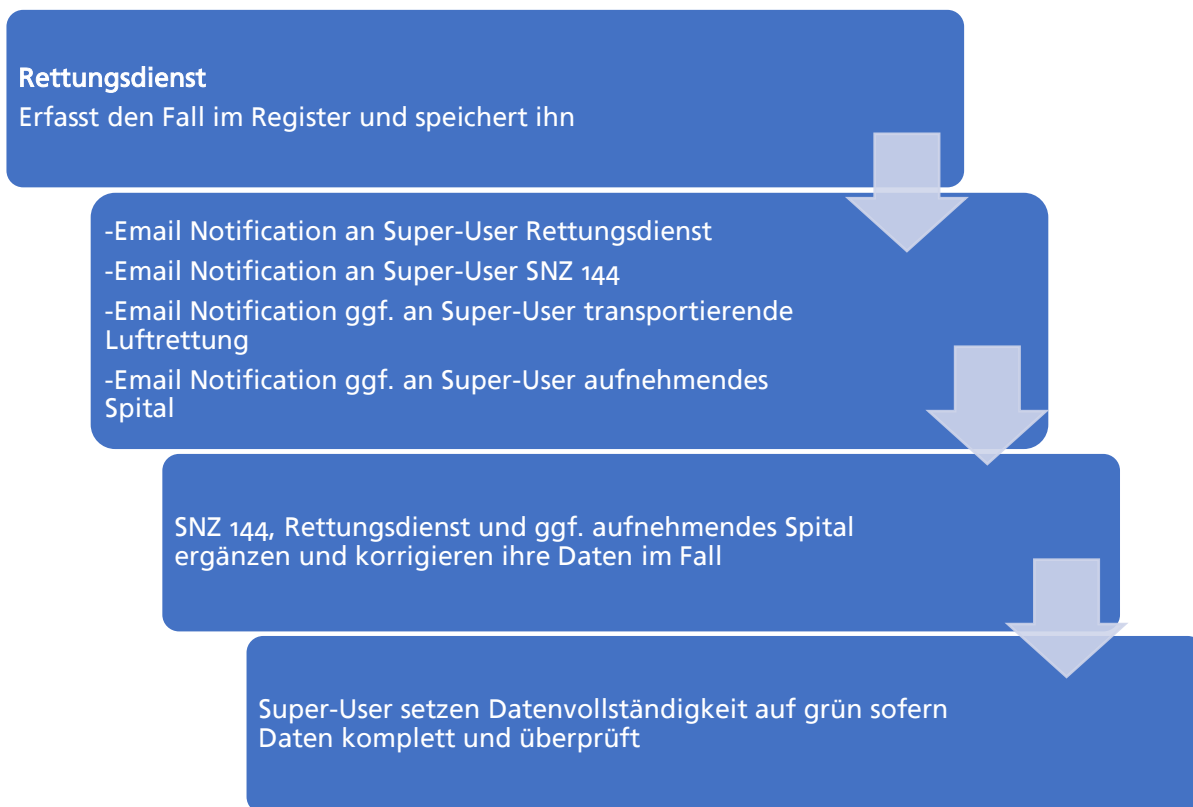 Rettungsdienst
Erfasst den Fall im Register und speichert ihn
-Email Notification an Super-User Rettungsdienst
-Email Notification an Super-User SNZ 144
-Email Notification ggf. an Super-User transportierende
Luftrettung
-Email Notification ggf. an Super-User aufnehmendes
Spital
SNZ 144, Rettungsdienst und ggf. aufnehmendes Spital
ergänzen und korrigieren ihre Daten im Fall
Super-User setzen Datenvollständigkeit auf grün sofern
Daten komplett und überprüft